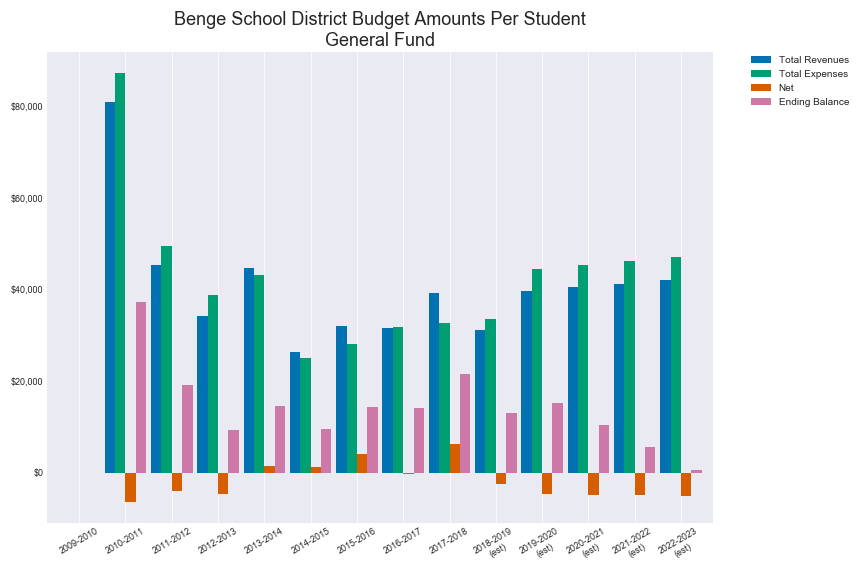 Benge School District Budget Amounts Per Student
General Fund
Total Revenues
Total Expenses
Net
Ending Balance
$80,000
$60,000
$40,000
$20,000
$0
2009-2010
2010-2011
2011-2012
2012-2013
2013-2014
2014-2015
2015-2016
2016-2017
2017-2018
2018-2019
(est)
2019-2020
(est)
2020-2021
(est)
2021-2022
(est)
2022-2023
(est)